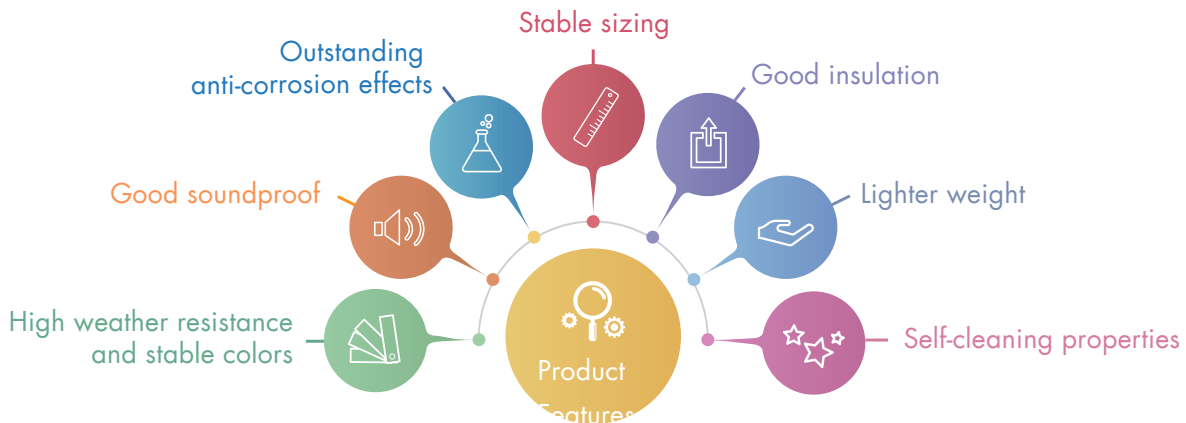 Stable sizing
Outstanding
anti-corrosion effects
Good insulation
Good soundproof
Lighter weight
High weather resistance
and stable colors
Self-cleaning properties
Product
Features